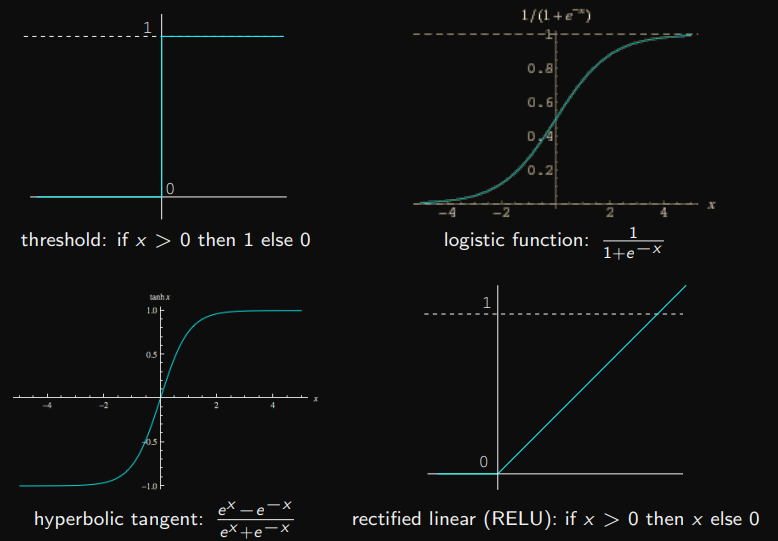 1
0
threshold: if x > 0 then 1 else 0
1/(1+e^{-x})
1
0.8
0.6
0.4
0.2
-4 -2 2 4 x
logistic function: 1/(1+e^{-x})
tanh x
1.0
0.5
-4 -2 2 4 x
-0.5
-1.0
hyperbolic tangent: (e^x - e^{-x})/(e^x + e^{-x})
1
0
rectified linear (RELU): if x > 0 then x else 0